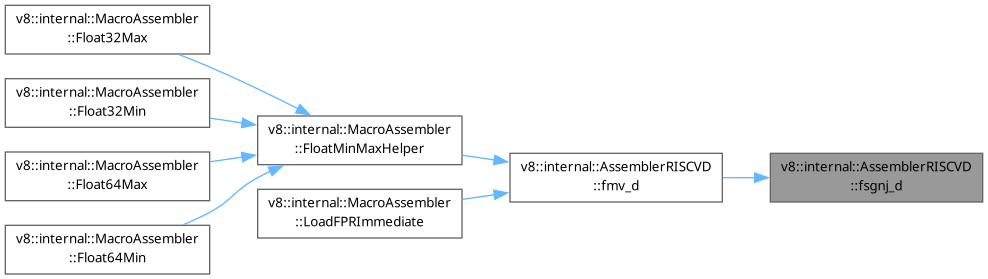 v8::internal::MacroAssembler
::Float32Max
v8::internal::MacroAssembler
::Float32Min
v8::internal::MacroAssembler
::Float64Max
v8::internal::MacroAssembler
::Float64Min
v8::internal::MacroAssembler
::FloatMinMaxHelper
v8::internal::MacroAssembler
::LoadFPRImmediate
v8::internal::AssemblerRISCVD
::fmv_d
v8::internal::AssemblerRISCVD
::fsgnj_d